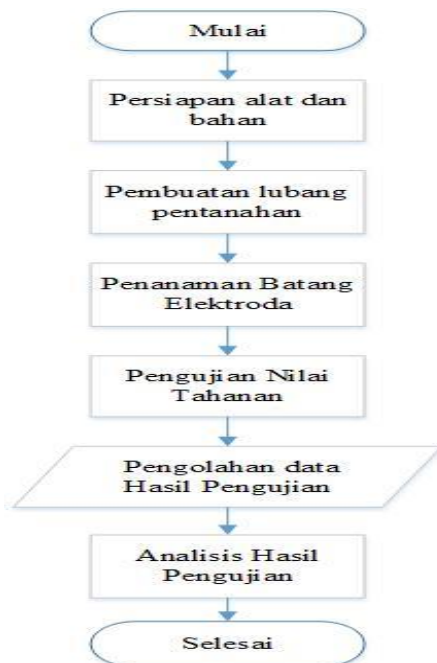 Mulai
Persiapan alat dan
bahan
Pembuatan lubang
pentanahan
Penanaman Batang
Elektroda
Pengujian Nilai
Tahanan
Pengolahan data
Hasil Pengujian
Analisis Hasil
Pengujian
Selesai